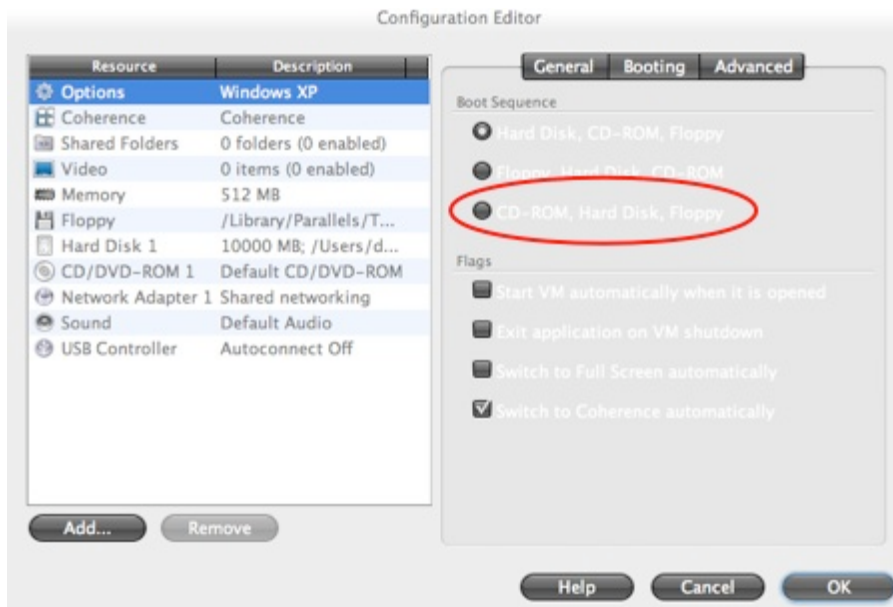 Configuration Editor
Resource Description
Options Windows XP
Coherence Coherence
Shared Folders 0 folders (0 enabled)
Video 0 items (0 enabled)
Memory 512 MB
Floppy /Library/Parallels/T...
Hard Disk 1 10000 MB; /Users/d...
CD/DVD-ROM 1 Default CD/DVD-ROM
Network Adapter 1 Shared networking
Sound Default Audio
USB Controller Autoconnect Off
Add... Remove
General Booting Advanced
Boot Sequence
Hard Disk, CD-ROM, Floppy
Floppy, Hard Disk, CD-ROM
CD-ROM, Hard Disk, Floppy
Flags
Start VM automatically when it is opened
Exit application on VM shutdown
Switch to Full Screen automatically
Switch to Coherence automatically
Help Cancel OK